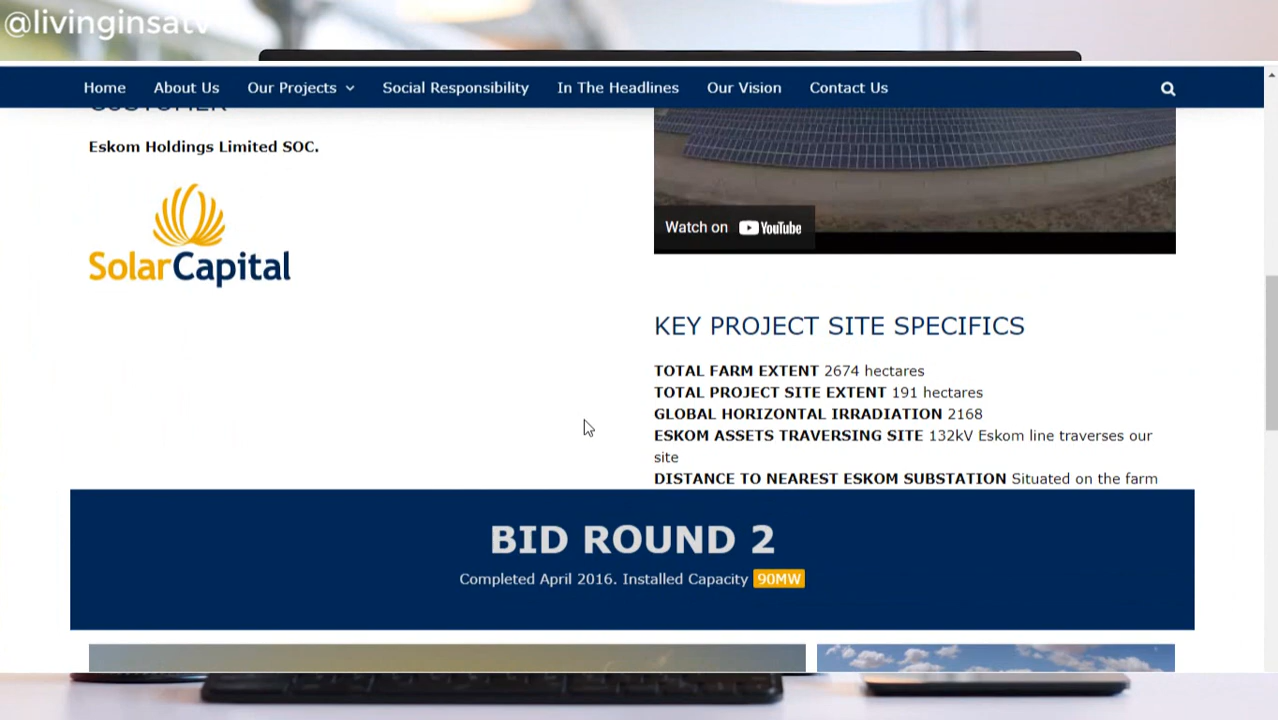 @livinginsatv
Home About Us Our Projects Social Responsibility In The Headlines Our Vision Contact Us
CUSTOMER
Eskom Holdings Limited SOC.
SolarCapital
Watch on YouTube
KEY PROJECT SITE SPECIFICS
TOTAL FARM EXTENT 2674 hectares
TOTAL PROJECT SITE EXTENT 191 hectares
GLOBAL HORIZONTAL IRRADIATION 2168
ESKOM ASSETS TRAVERSING SITE 132kV Eskom line traverses our
site
DISTANCE TO NEAREST ESKOM SUBSTATION Situated on the farm
BID ROUND 2
Completed April 2016. Installed Capacity 90MW